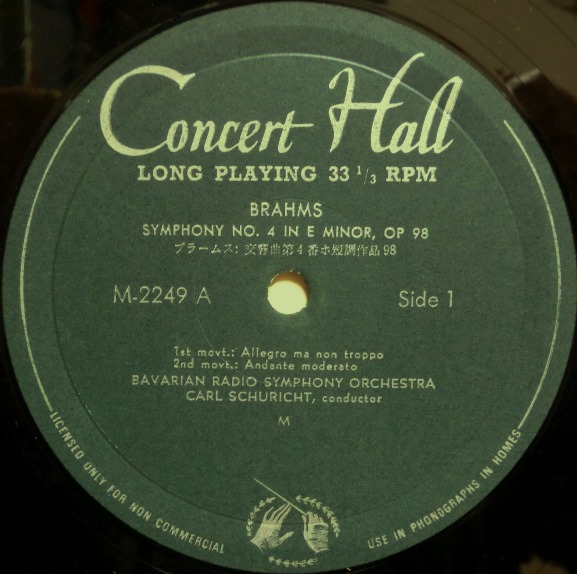 Concert Hall
LONG PLAYING 33 1/3 RPM
BRAHMS
SYMPHONY NO. 4 IN E MINOR, OP 98
ブラームス: 交響曲第4番ホ短調作品98
M-2249 A
Side 1
1st movt.: Allegro ma non troppo
2nd movt.: Andante moderato
BAVARIAN RADIO SYMPHONY ORCHESTRA
CARL SCHURICHT, conductor
M
LICENSED ONLY FOR NON COMMERCIAL
USE IN PHONOGRAPHS IN HOMES